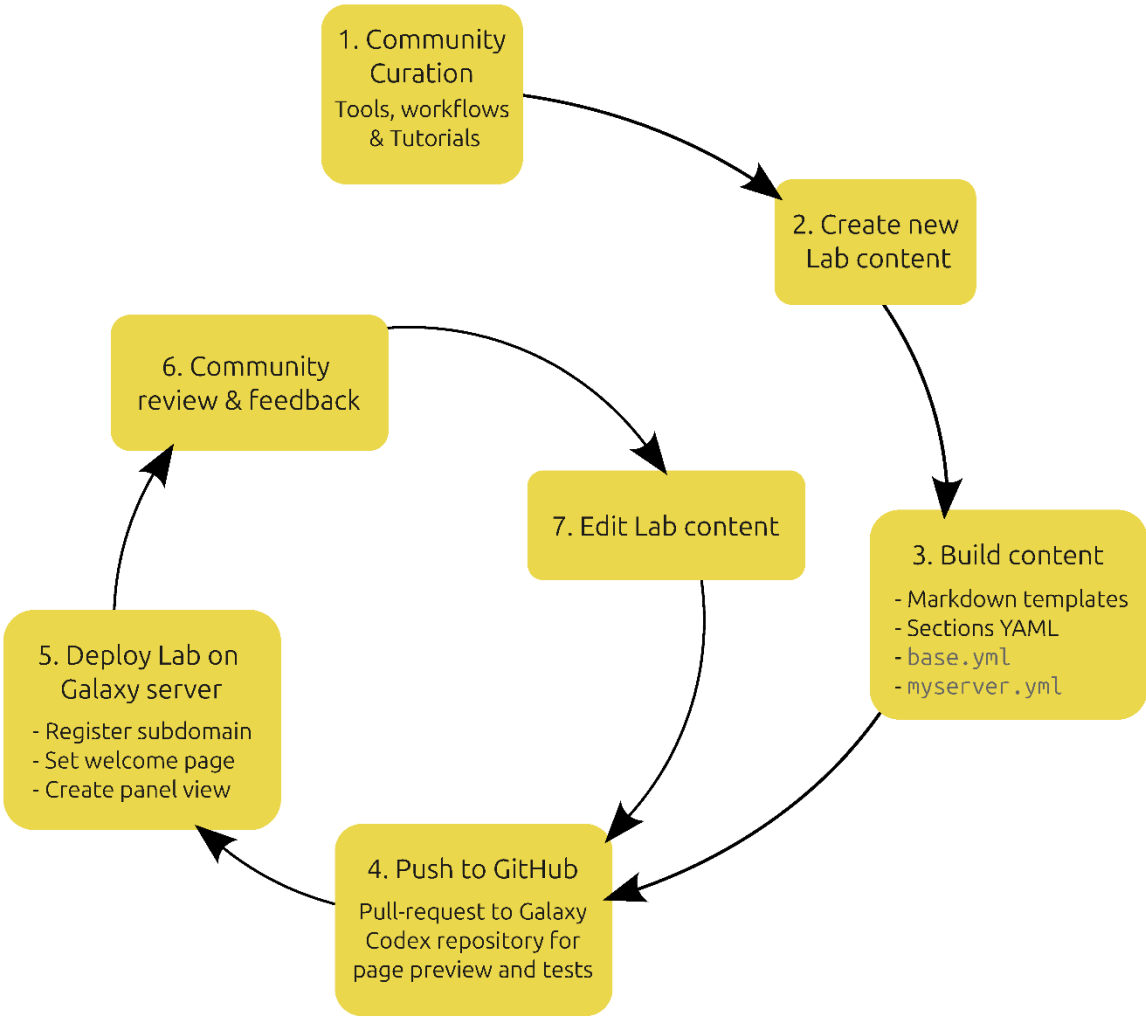 1. Community
Curation
Tools, workflows
& Tutorials
2. Create new
Lab content
3. Build content
- Markdown templates
- Sections YAML
- base.yml
- myserver.yml
4. Push to GitHub
Pull-request to Galaxy
Codex repository for
page preview and tests
5. Deploy Lab on
Galaxy server
- Register subdomain
- Set welcome page
- Create panel view
6. Community
review & feedback
7. Edit Lab content